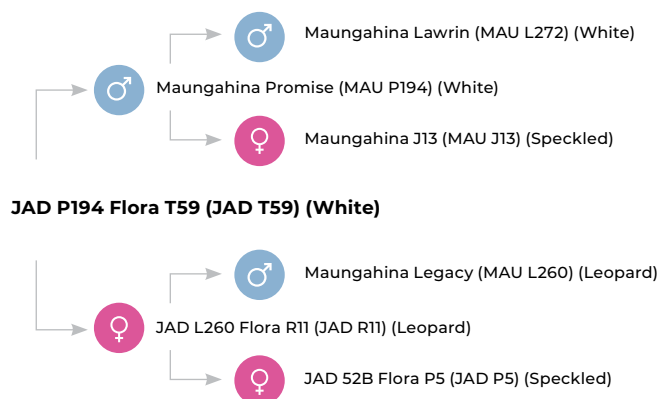 Maungahina Lawrin (MAU L272) (White)
Maungahina Promise (MAU P194) (White)
Maungahina J13 (MAU J13) (Speckled)
JAD P194 Flora T59 (JAD T59) (White)
Maungahina Legacy (MAU L260) (Leopard)
JAD L260 Flora R11 (JAD R11) (Leopard)
JAD 52B Flora P5 (JAD P5) (Speckled)